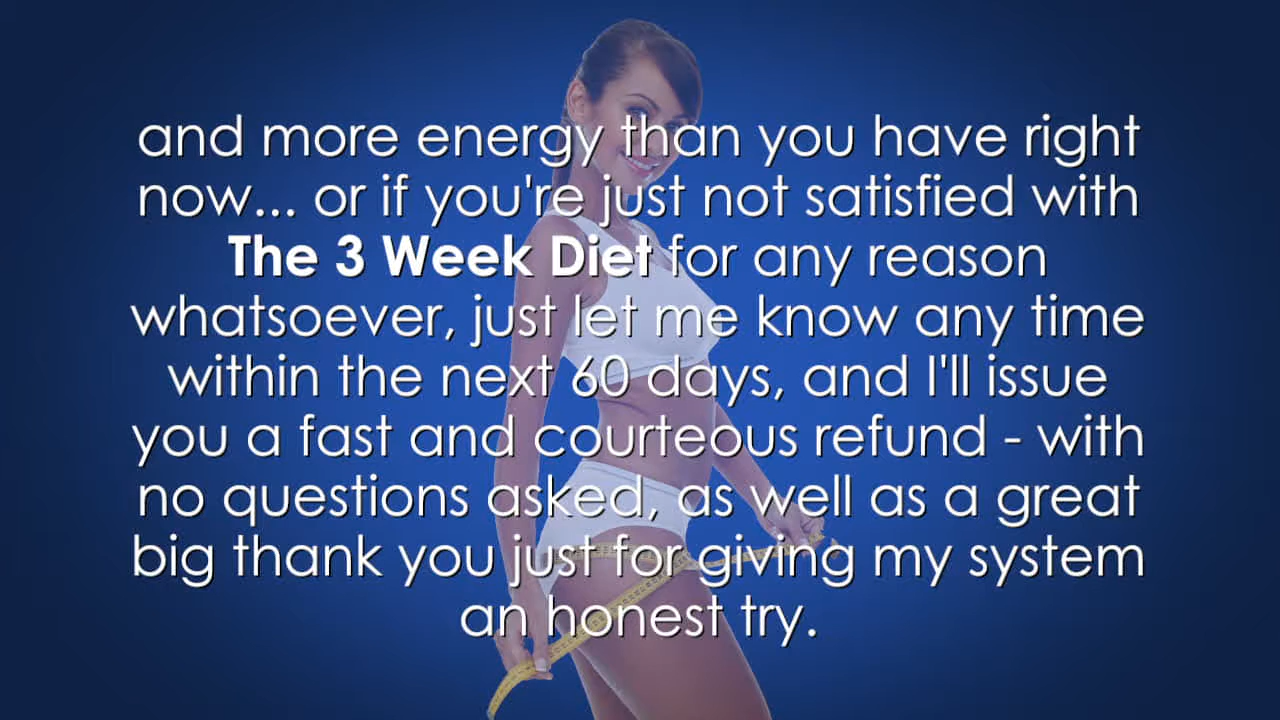 and more energy than you have right
now... or if you're just not satisfied with
The 3 Week Diet for any reason
whatsoever, just let me know any time
within the next 60 days, and I'll issue
you a fast and courteous refund - with
no questions asked, as well as a great
big thank you just for giving my system
an honest try.